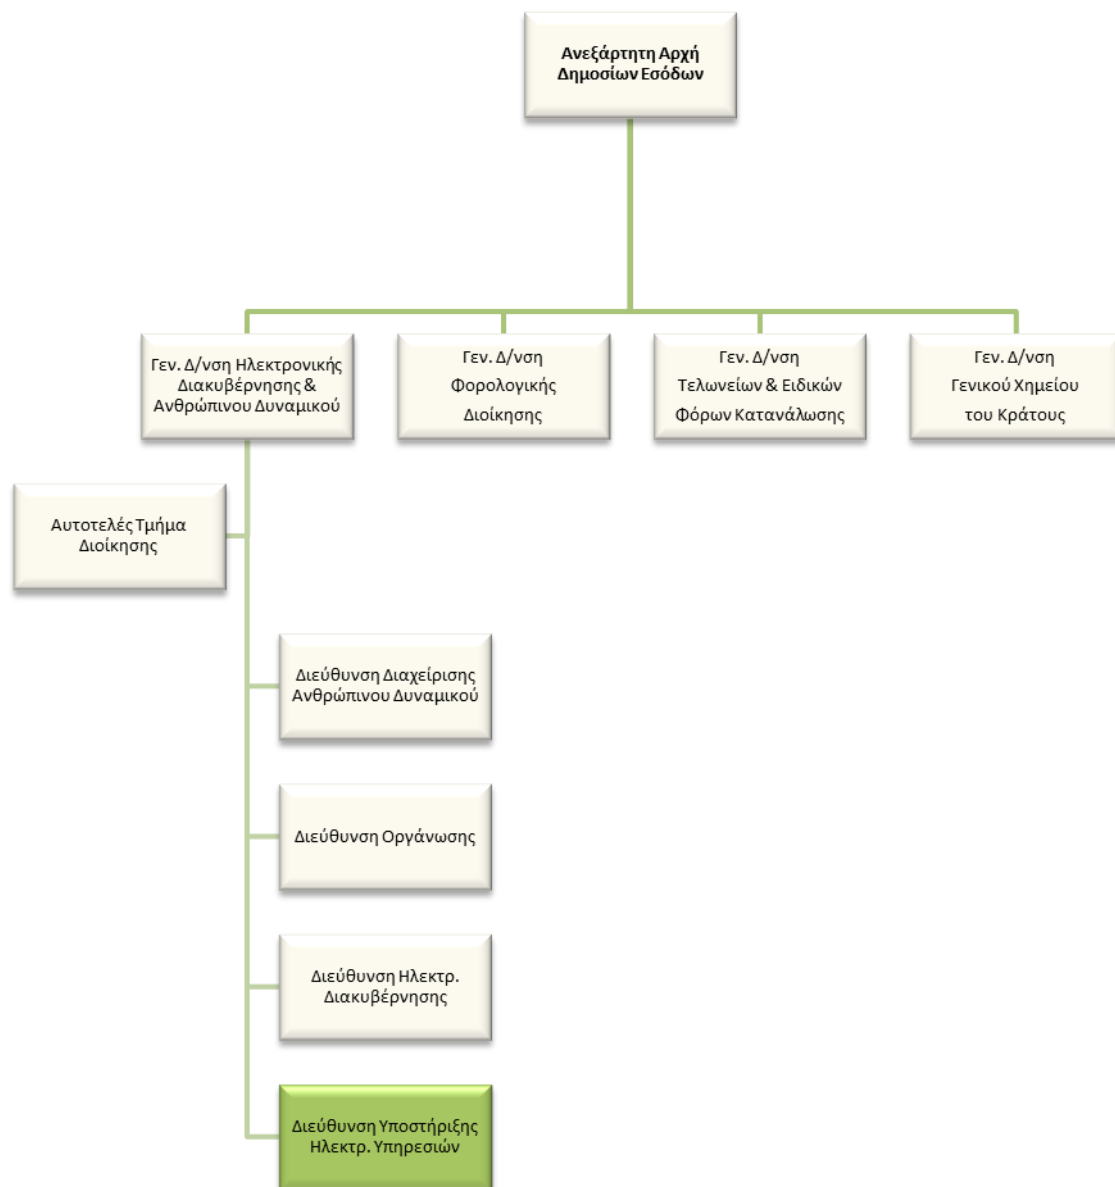 Ανεξάρτητη Αρχή
Δημοσίων Εσόδων
Γεν. Δ/νση Ηλεκτρονικής
Διακυβέρνησης &
Ανθρώπινου Δυναμικού
Γεν. Δ/νση
Φορολογικής
Διοίκησης
Γεν. Δ/νση
Τελωνείων & Ειδικών
Φόρων Κατανάλωσης
Γεν. Δ/νση
Γενικού Χημείου
του Κράτους
Αυτοτελές Τμήμα
Διοίκησης
Διεύθυνση Διαχείρισης
Ανθρώπινου Δυναμικού
Διεύθυνση Οργάνωσης
Διεύθυνση Ηλεκτρ.
Διακυβέρνησης
Διεύθυνση Υποστήριξης
Ηλεκτρ. Υπηρεσιών